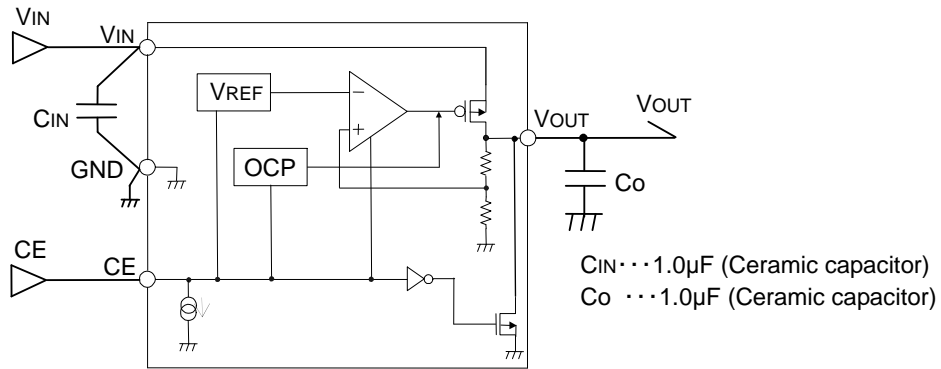 VIN
VIN
CIN
GND
VREF
−
+
OCP
VOUT
VOUT
Co
CE
CE
CIN・・・1.0µF (Ceramic capacitor)
Co ・・・1.0µF (Ceramic capacitor)